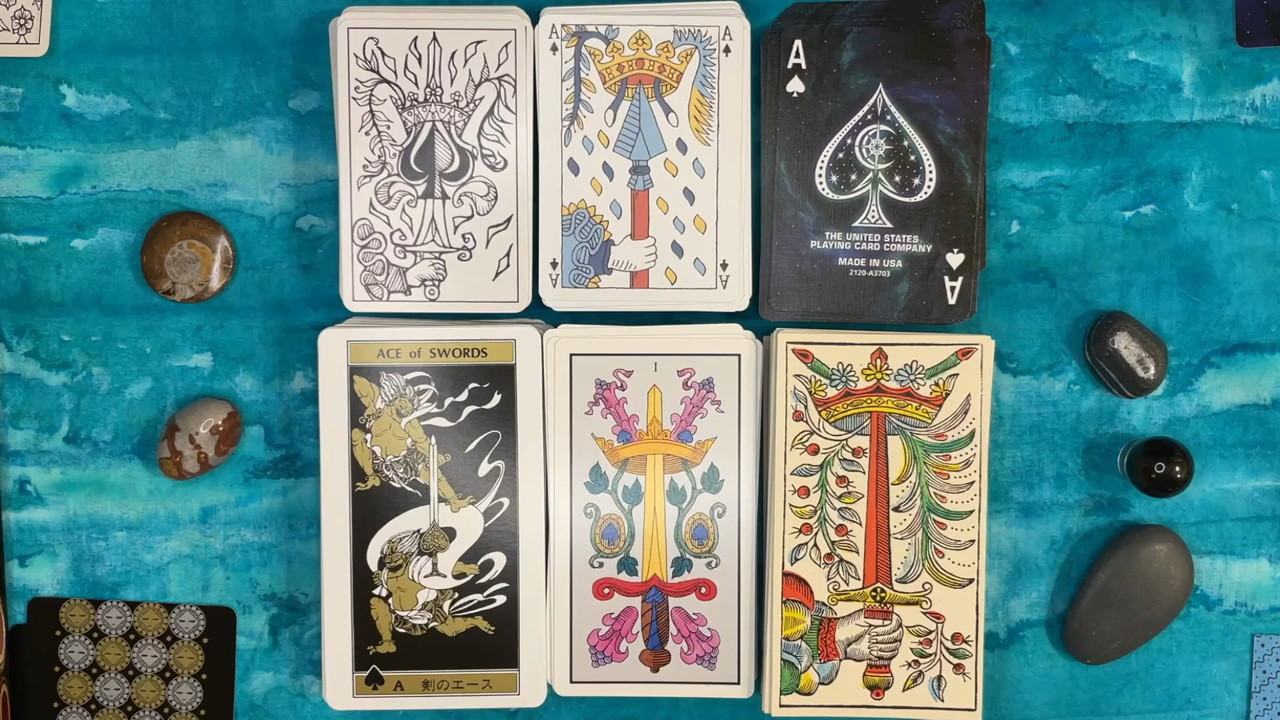 A
A
A
A
A
THE UNITED STATES
PLAYING CARD COMPANY
MADE IN USA
2120-A3703
A
ACE of SWORDS
A 剣のエース
I